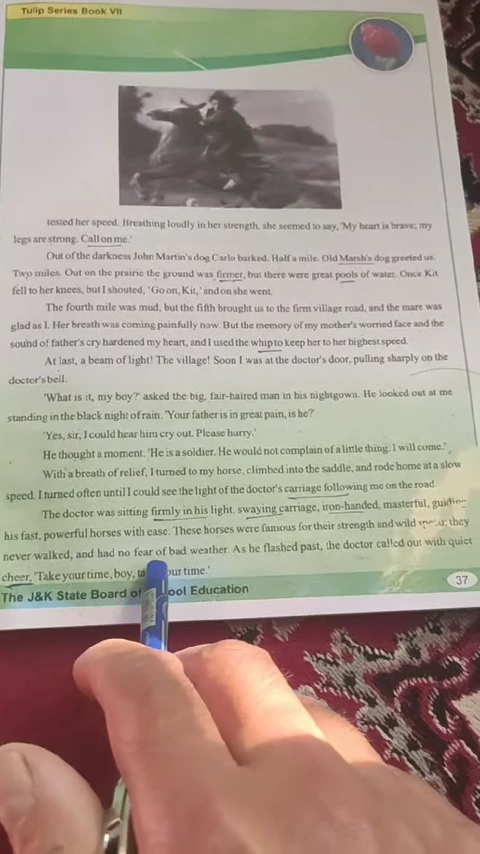 Tulip Series Book VII
tested her speed. Breathing loudly in her strength, she seemed to say, 'My heart is brave; my
legs are strong. Call on me.'
Out of the darkness John Martin's dog Carlo barked. Half a mile. Old Marsh's dog greeted us.
Two miles. Out on the prairie the ground was firmer, but there were great pools of water. Once Kit
fell to her knees, but I shouted, 'Go on, Kit,' and on she went.
The fourth mile was mud, but the fifth brought us to the firm village road, and the mare was
glad as I. Her breath was coming painfully now. But the memory of my mother's worried face and the
sound of father's cry hardened my heart, and I used the whip to keep her to her highest speed.
At last, a beam of light! The village! Soon I was at the doctor's door, pulling sharply on the
doctor's bell.
'What is it, my boy?' asked the big, fair-haired man in his nightgown. He looked out at me
standing in the black night of rain. 'Your father is in great pain, is he?'
'Yes, sir, I could hear him cry out. Please hurry.'
He thought a moment. 'He is a soldier. He would not complain of a little thing. I will come.'
With a breath of relief, I turned to my horse, climbed into the saddle, and rode home at a slow
speed. I turned often until I could see the light of the doctor's carriage following me on the road.
The doctor was sitting firmly in his light, swaying carriage, iron-handed, masterful, guiding
his fast, powerful horses with ease. These horses were famous for their strength and wild they
never walked, and had no fear of bad weather. As he flashed past, the doctor called out with quiet
cheer, 'Take your time, boy, your time.'
The J&K State Board of School Education
37